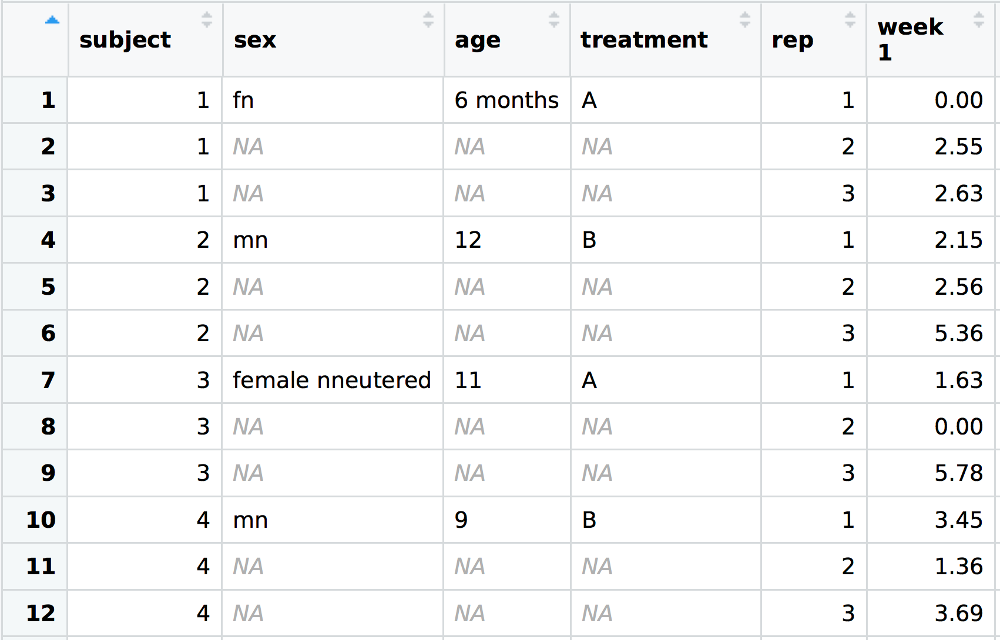 subject sex age treatment rep week 1
1 1 fn 6 months A 1 0.00
2 1 NA NA NA 2 2.55
3 1 NA NA NA 3 2.63
4 2 mn 12 B 1 2.15
5 2 NA NA NA 2 2.56
6 2 NA NA NA 3 5.36
7 3 female nneutered 11 A 1 1.63
8 3 NA NA NA 2 0.00
9 3 NA NA NA 3 5.78
10 4 mn 9 B 1 3.45
11 4 NA NA NA 2 1.36
12 4 NA NA NA 3 3.69